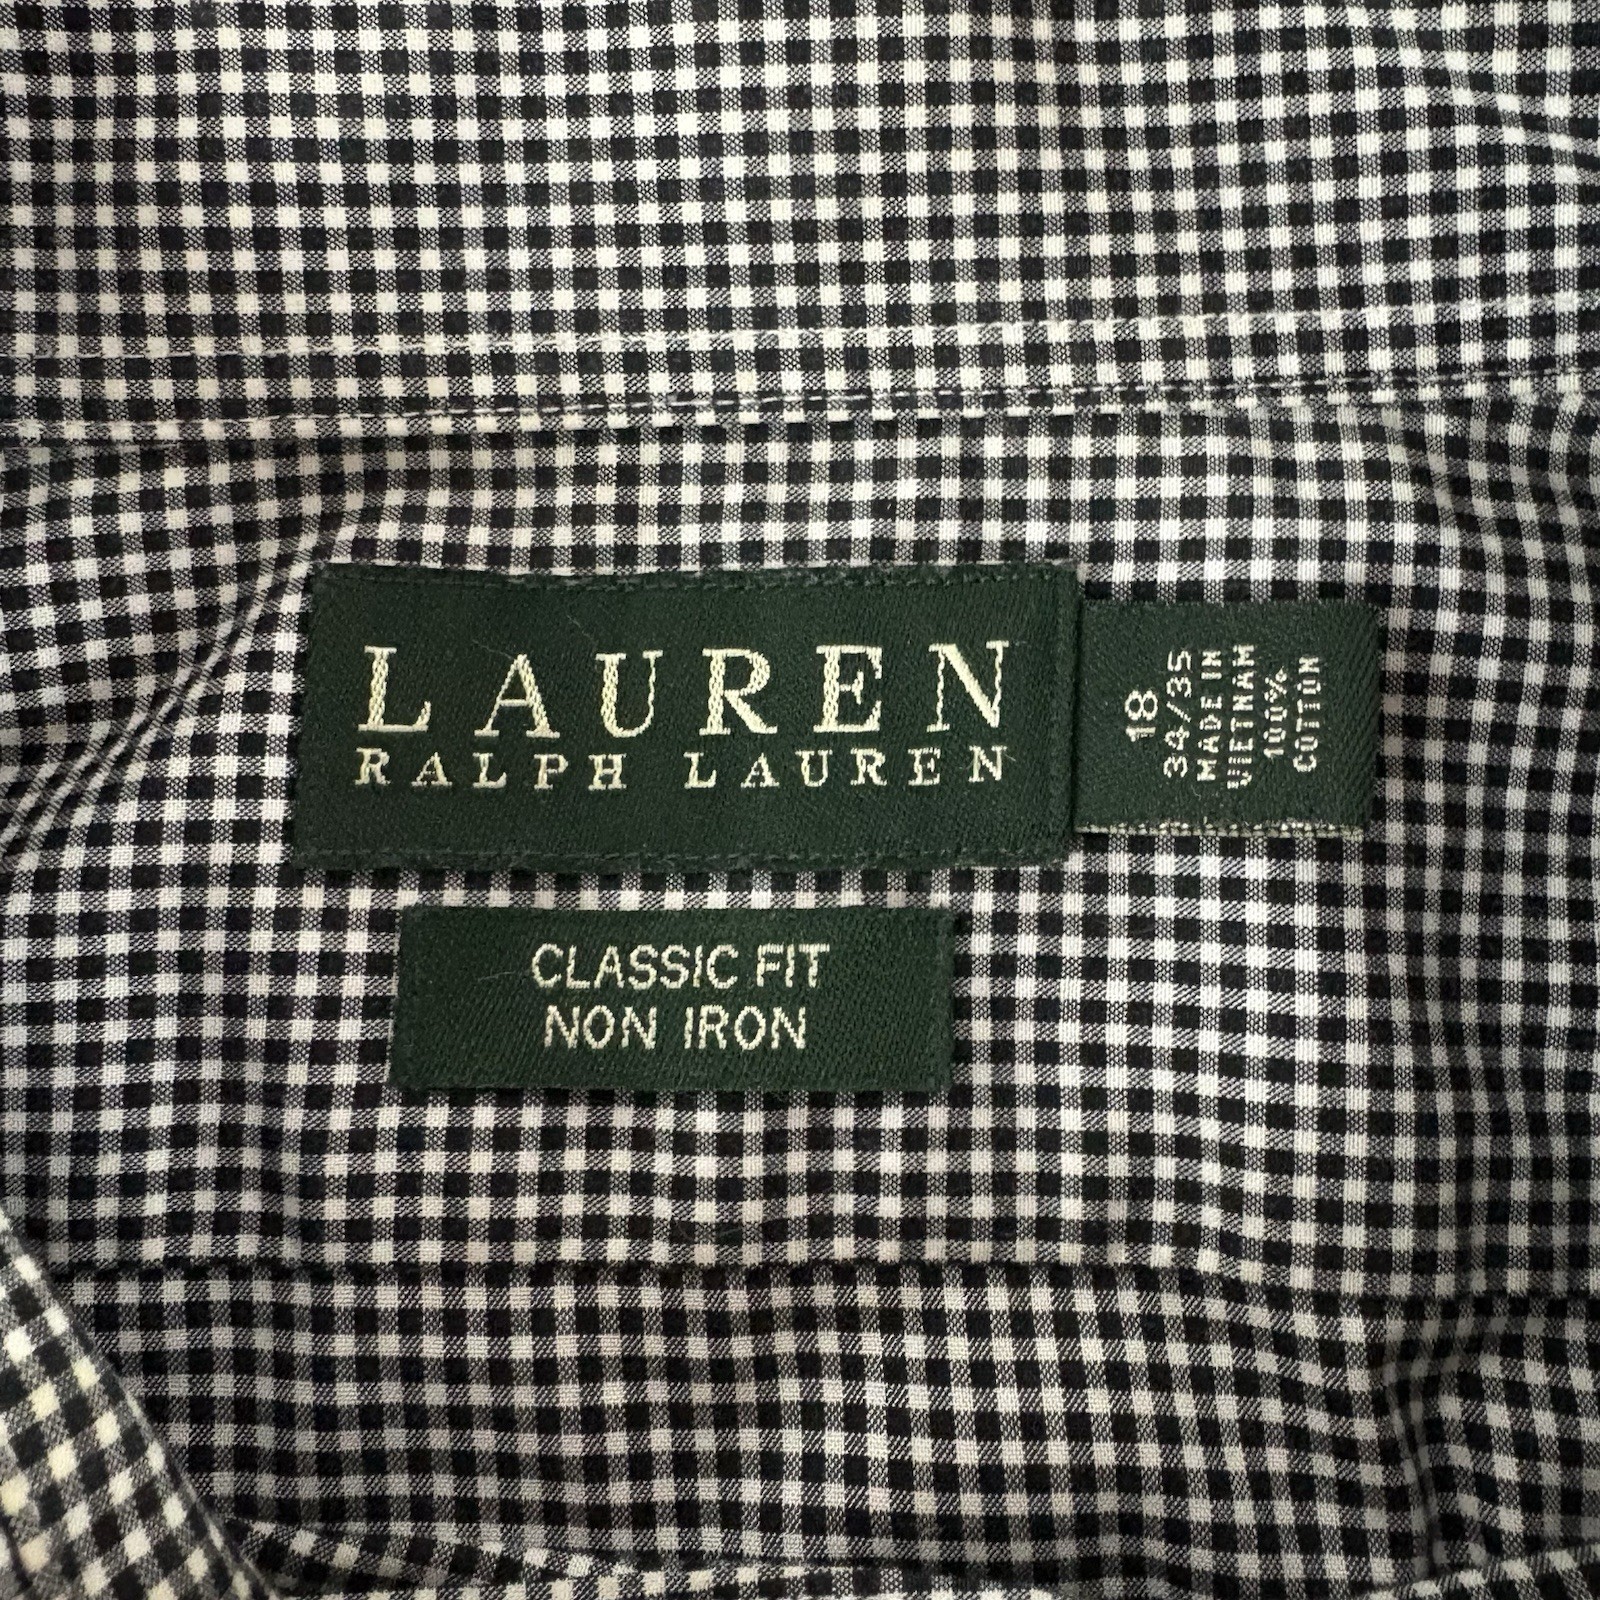 LAUREN
RALPH LAUREN
18
34/35
MADE IN
VIETNAM
100%
COTTON
CLASSIC FIT
NON IRON